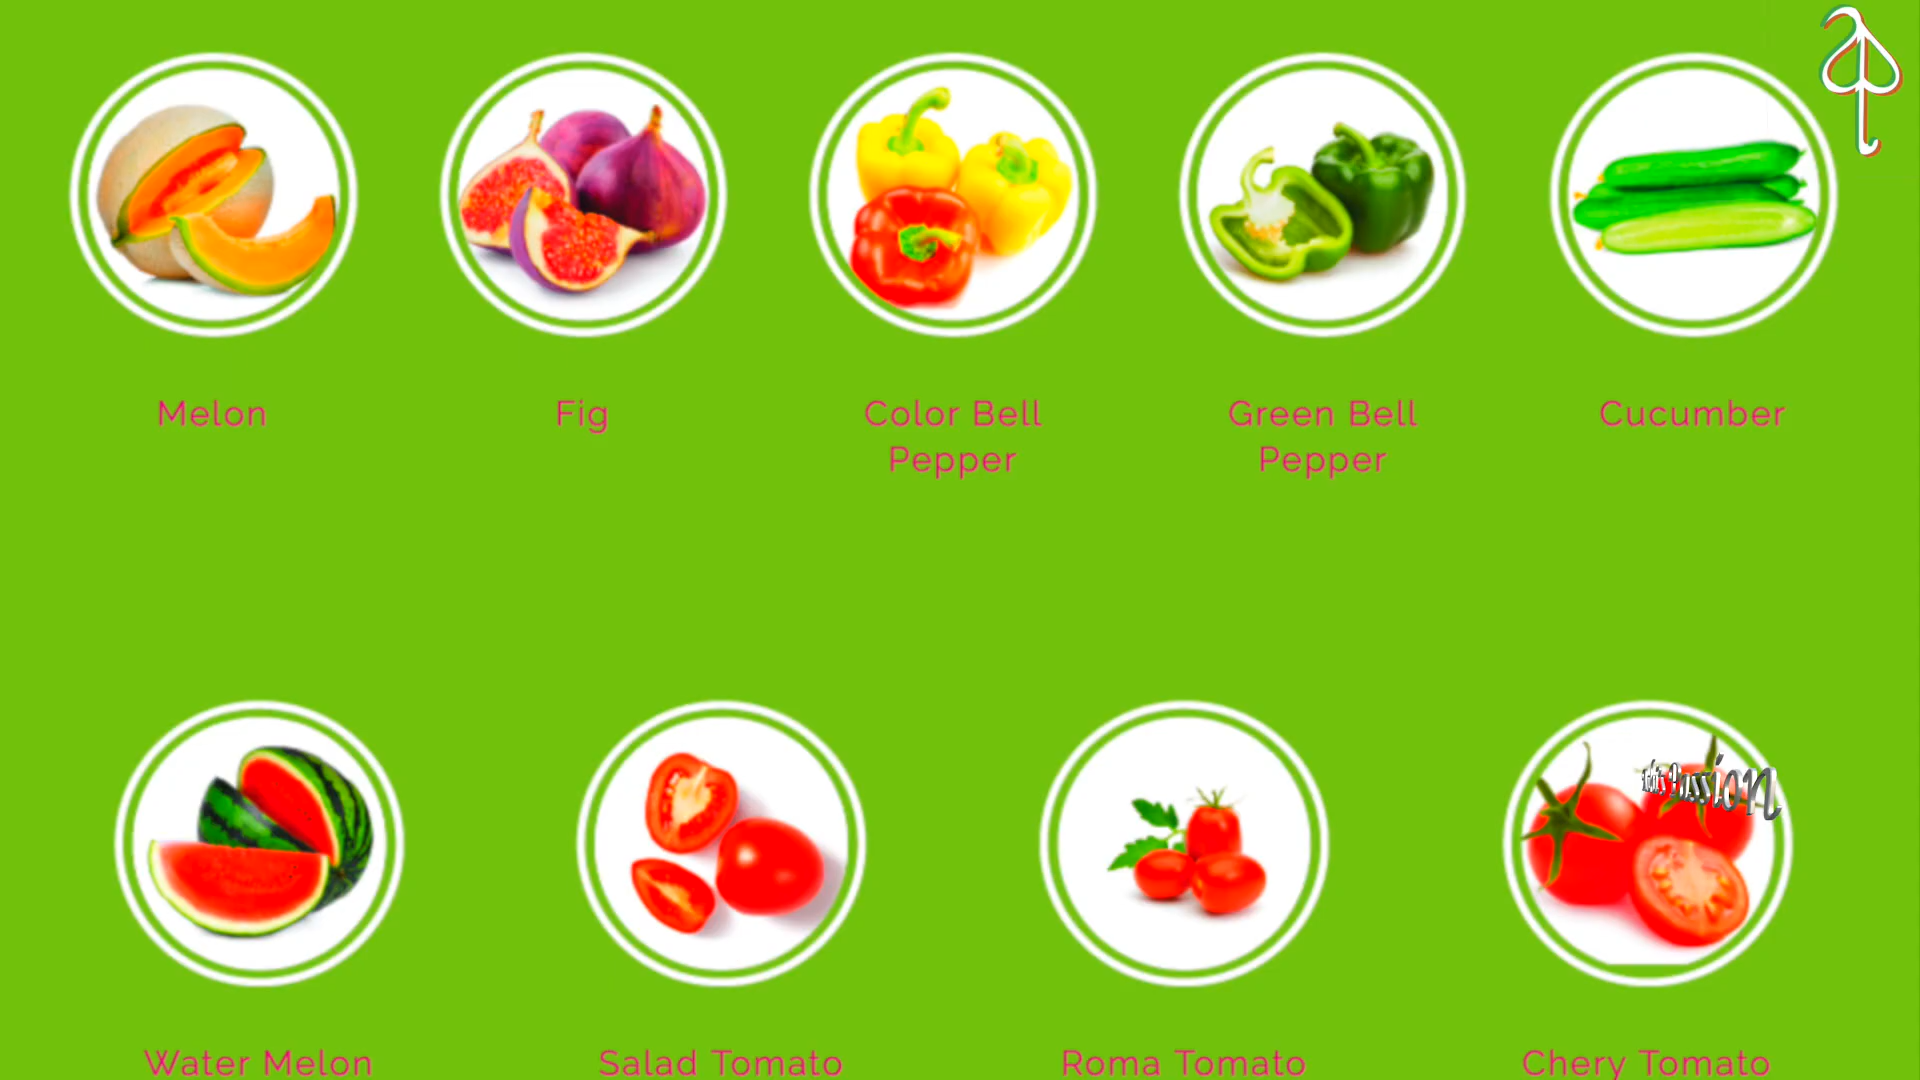 Melon
Fig
Color Bell
Pepper
Green Bell
Pepper
Cucumber
Water Melon
Salad Tomato
Roma Tomato
Chery Tomato